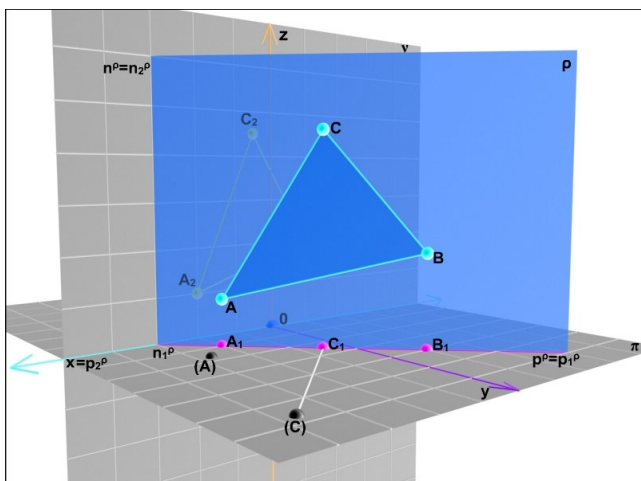 z
ν
nᵖ=n₂ᵖ
ρ
C₂
C
B
A₂
A
0
n₁ᵖ
A₁
C₁
B₁
π
x=p₂ᵖ
(A)
pᵖ=p₁ᵖ
y
(C)